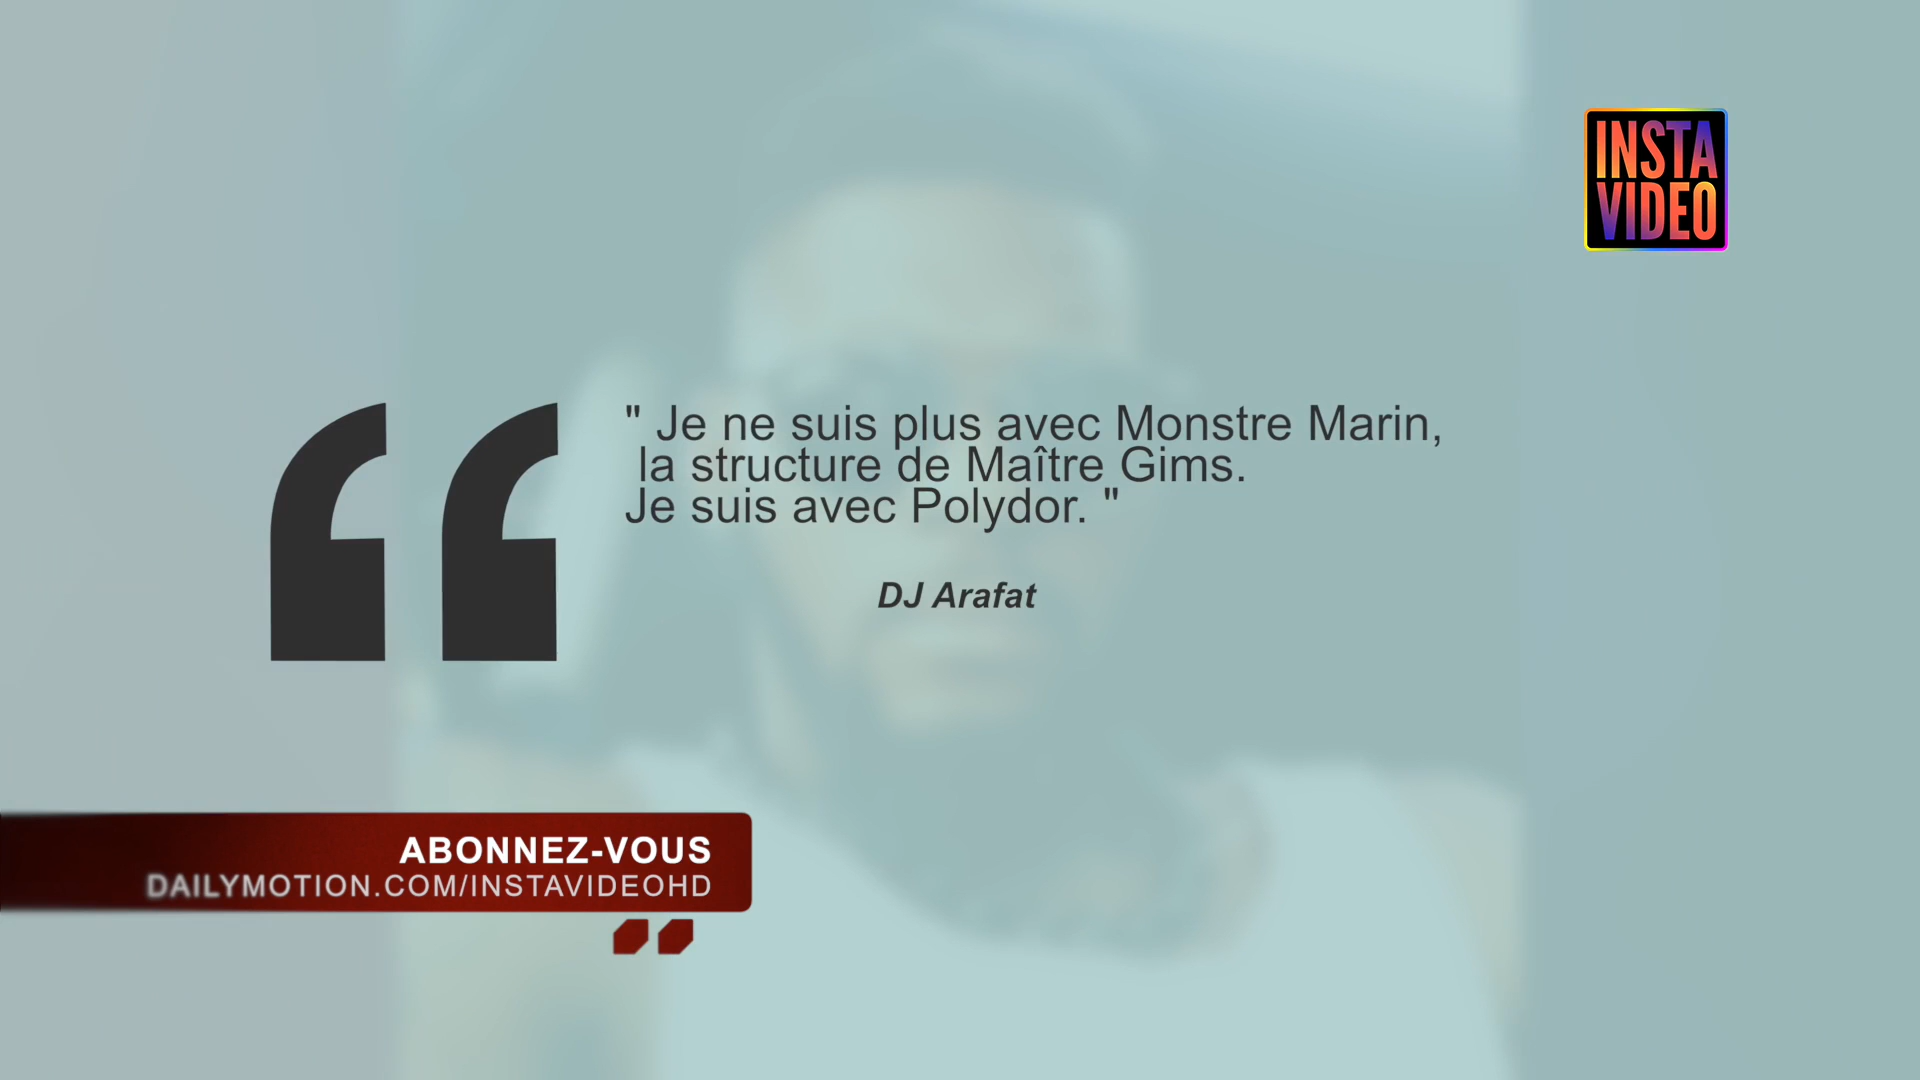 INSTA
VIDEO
" Je ne suis plus avec Monstre Marin,
la structure de Maître Gims.
Je suis avec Polydor. "
DJ Arafat
ABONNEZ-VOUS
DAILYMOTION.COM/INSTAVIDEOHD